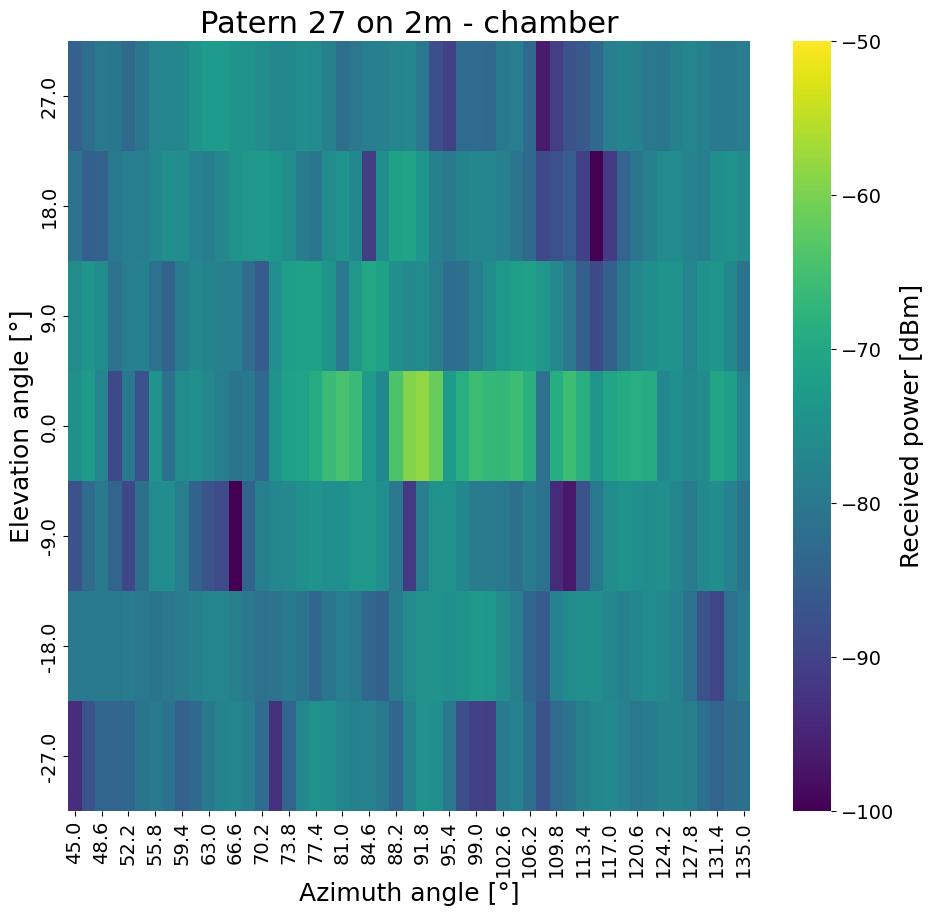 Patern 27 on 2m - chamber
Elevation angle [°]
27.0
18.0
9.0
0.0
-9.0
-18.0
-27.0
45.0 48.6 52.2 55.8 59.4 63.0 66.6 70.2 73.8 77.4 81.0 84.6 88.2 91.8 95.4 99.0 102.6 106.2 109.8 113.4 117.0 120.6 124.2 127.8 131.4 135.0
Azimuth angle [°]
−50
−60
−70
−80
−90
−100
Received power [dBm]